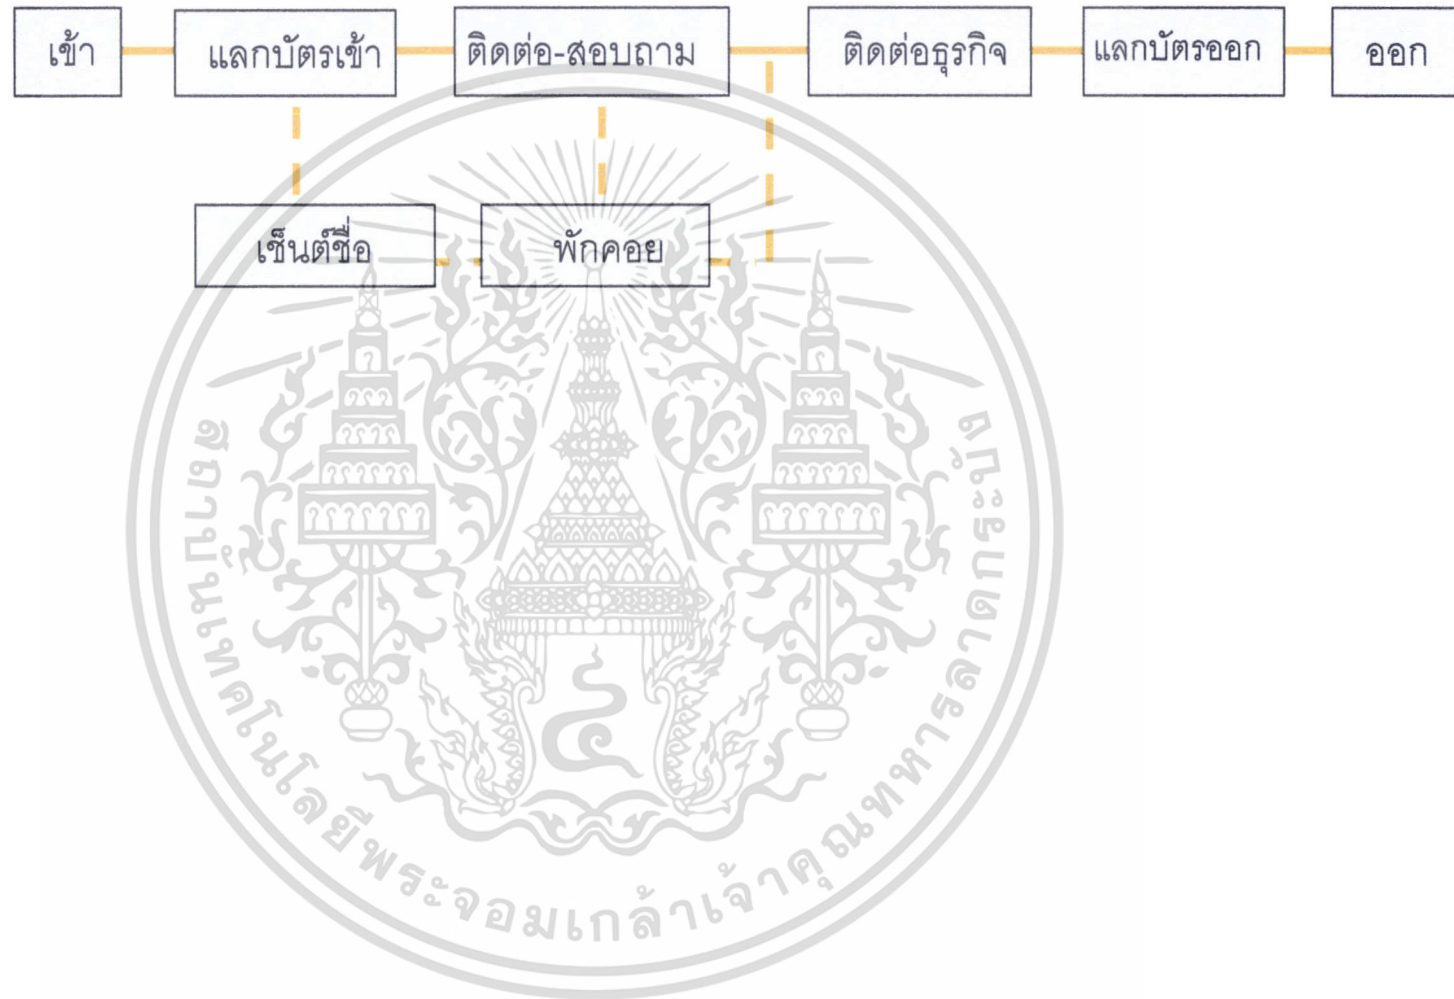 เข้า แลกบัตรเข้า ติดต่อ-สอบถาม ติดต่อธุรกิจ แลกบัตรออก ออก
เซ็นต์ชื่อ พักคอย
สถาบันเทคโนโลยีพระจอมเกล้าเจ้าคุณทหารลาดกระบัง
๔